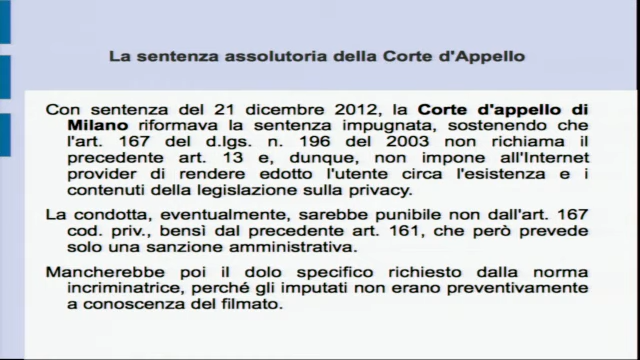 La sentenza assolutoria della Corte d'Appello
Con sentenza del 21 dicembre 2012, la Corte d'appello di
Milano riformava la sentenza impugnata, sostenendo che
l'art. 167 del d.lgs. n. 196 del 2003 non richiama il
precedente art. 13 e, dunque, non impone all'Internet
provider di rendere edotto l'utente circa l'esistenza e i
contenuti della legislazione sulla privacy.
La condotta, eventualmente, sarebbe punibile non dall'art. 167
cod. priv., bensì dal precedente art. 161, che però prevede
solo una sanzione amministrativa.
Mancherebbe poi il dolo specifico richiesto dalla norma
incriminatrice, perché gli imputati non erano preventivamente
a conoscenza del filmato.